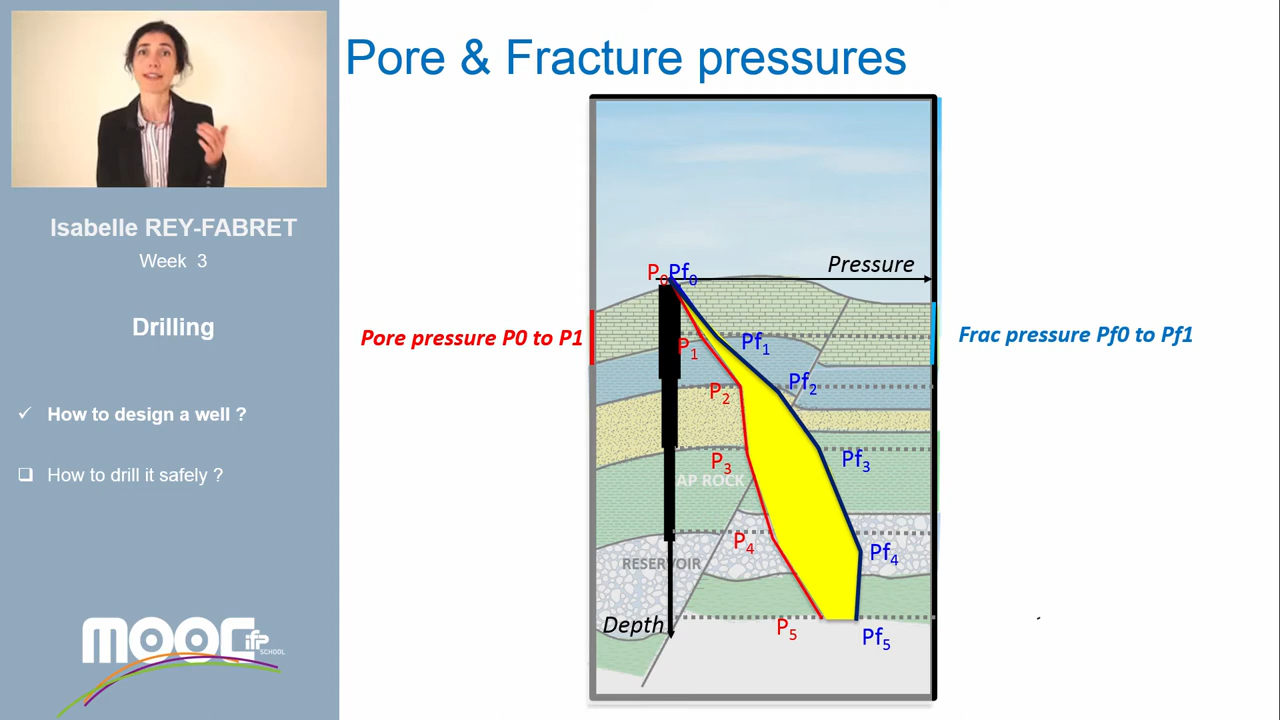 Pore & Fracture pressures
Isabelle REY-FABRET
Week 3
Drilling
✓ How to design a well ?
❑ How to drill it safely ?
MOOC
ifp
SCHOOL
Pressure
P0 Pf0
Pore pressure P0 to P1
Frac pressure Pf0 to Pf1
P1
Pf1
P2
Pf2
P3
Pf3
AP ROCK
P4
Pf4
RESERVOIR
Depth
P5
Pf5